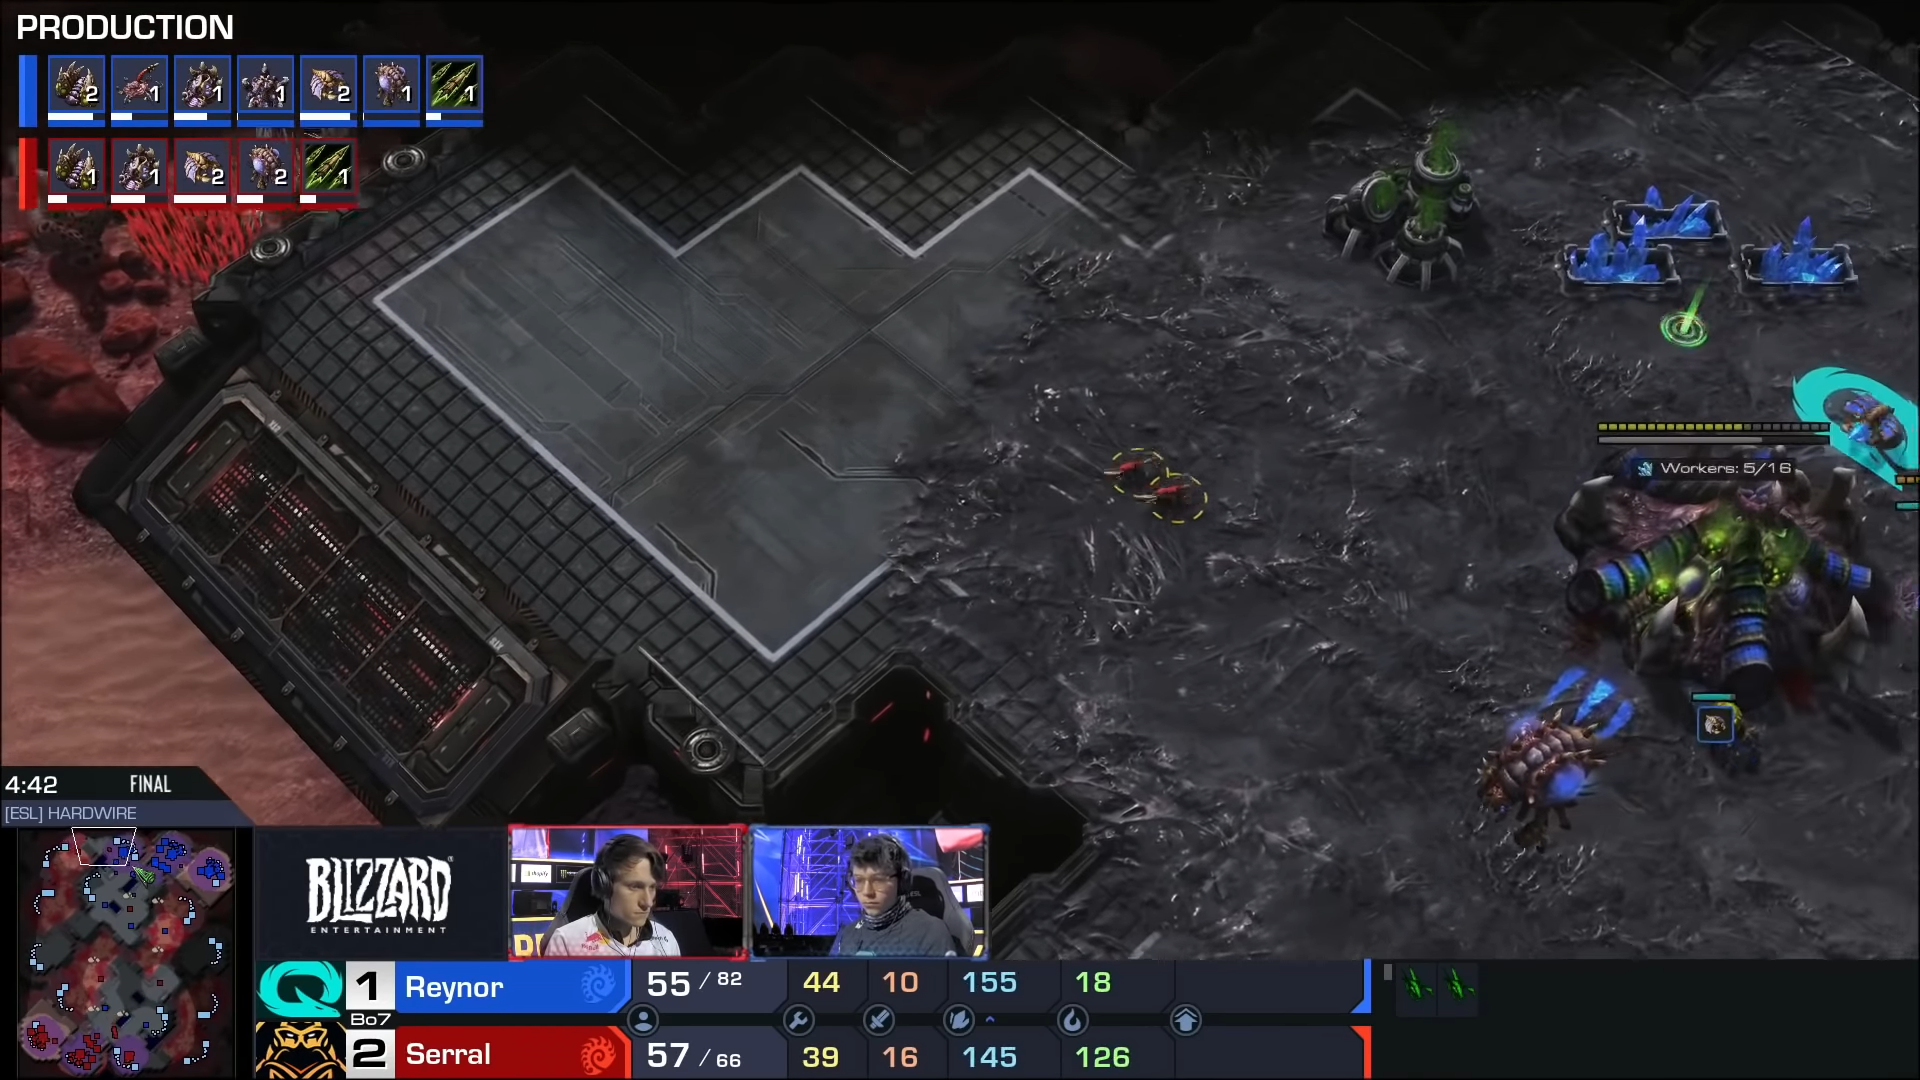 PRODUCTION
2 1 1 1 2 1 1
1 1 2 2 1
Workers: 5/16
4:42 FINAL
[ESL] HARDWIRE
BLIZZARD
ENTERTAINMENT
1 Reynor 55 / 82 44 10 155 18
Bo7
2 Serral 57 / 66 39 16 145 126